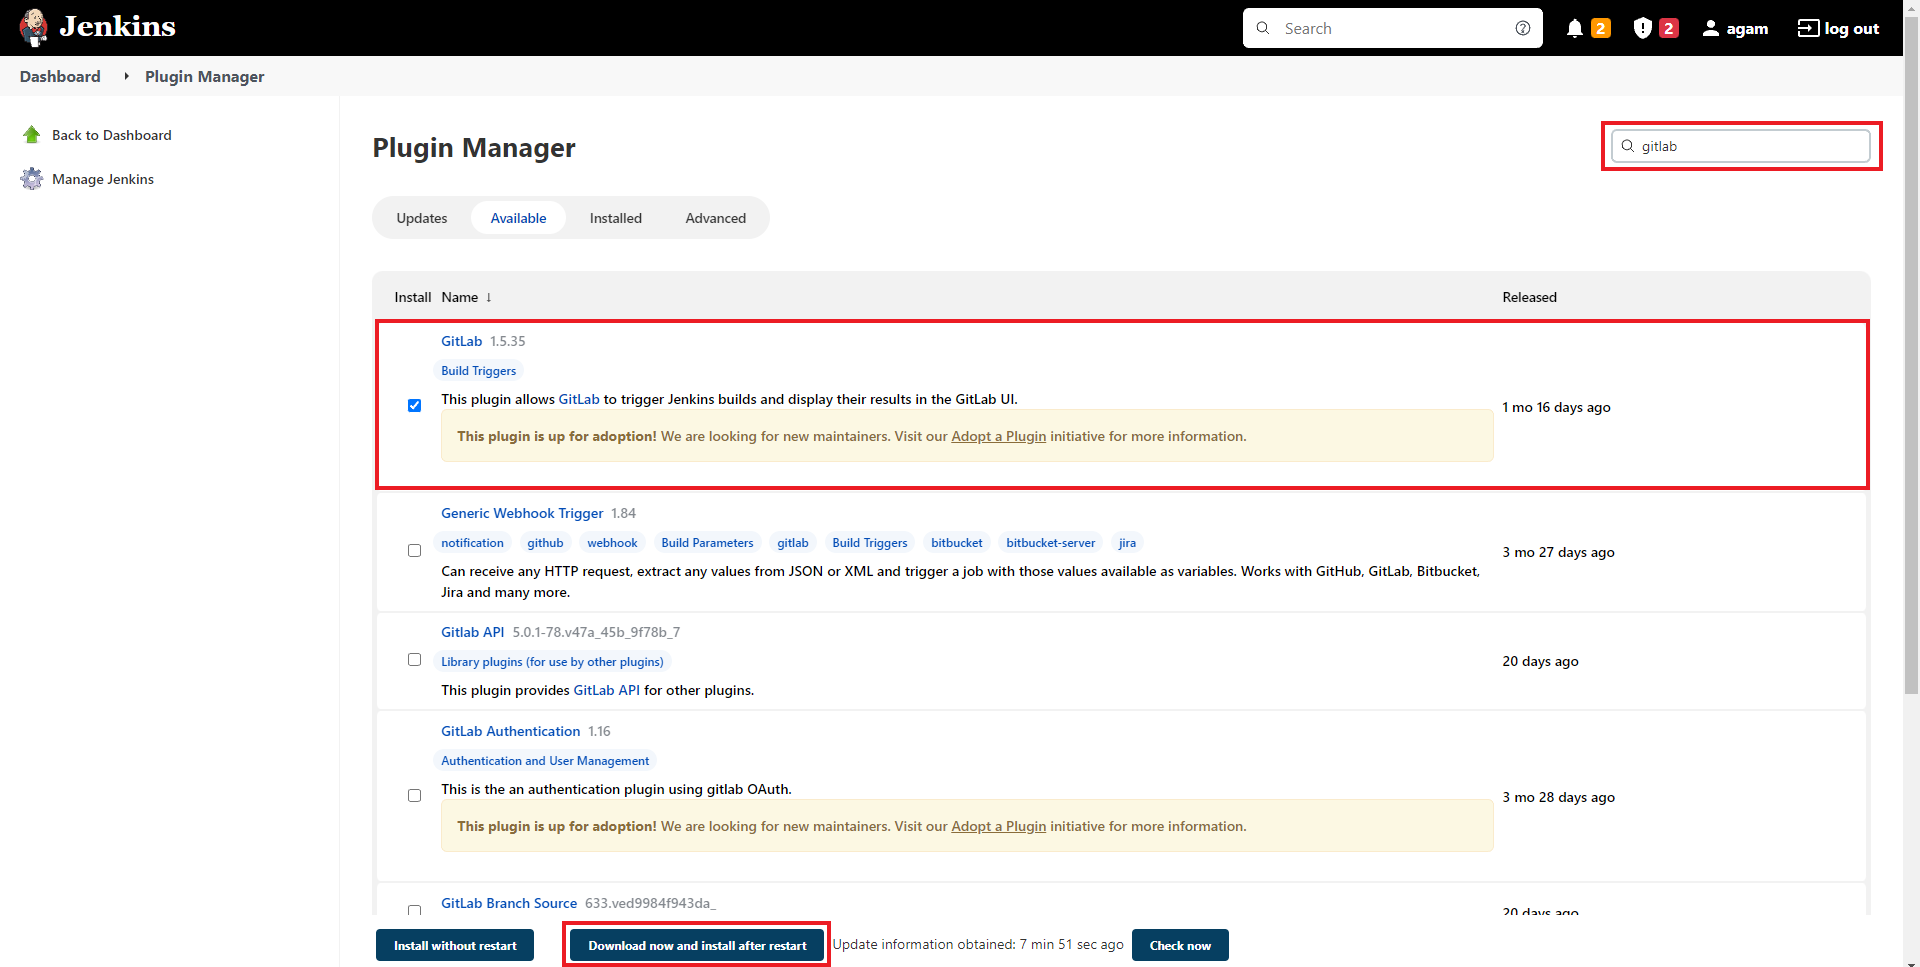 Jenkins
Search
2
2
agam
log out
Dashboard
Plugin Manager
Back to Dashboard
Manage Jenkins
Plugin Manager
gitlab
Updates
Available
Installed
Advanced
Install Name ↓ Released
GitLab 1.5.35
Build Triggers
This plugin allows GitLab to trigger Jenkins builds and display their results in the GitLab UI.
1 mo 16 days ago
This plugin is up for adoption! We are looking for new maintainers. Visit our Adopt a Plugin initiative for more information.
Generic Webhook Trigger 1.84
notification github webhook Build Parameters gitlab Build Triggers bitbucket bitbucket-server jira
3 mo 27 days ago
Can receive any HTTP request, extract any values from JSON or XML and trigger a job with those values available as variables. Works with GitHub, GitLab, Bitbucket,
Jira and many more.
Gitlab API 5.0.1-78.v47a_45b_9f78b_7
Library plugins (for use by other plugins)
20 days ago
This plugin provides GitLab API for other plugins.
GitLab Authentication 1.16
Authentication and User Management
This is the an authentication plugin using gitlab OAuth.
3 mo 28 days ago
This plugin is up for adoption! We are looking for new maintainers. Visit our Adopt a Plugin initiative for more information.
GitLab Branch Source 633.ved9984f943da_
20 days ago
Install without restart
Download now and install after restart
Update information obtained: 7 min 51 sec ago
Check now